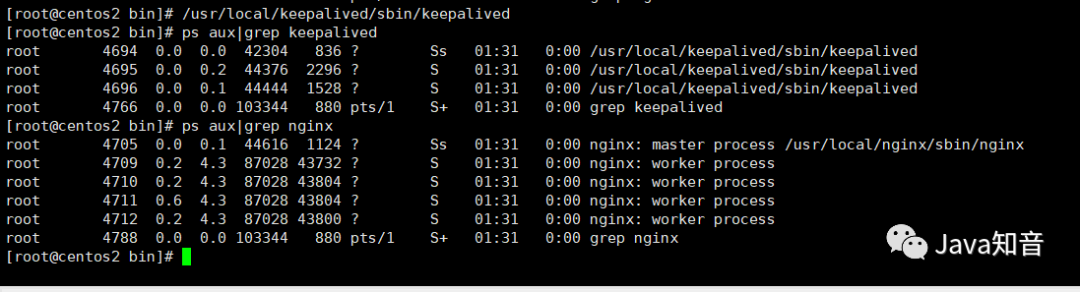 [root@centos2 bin]# /usr/local/keepalived/sbin/keepalived
[root@centos2 bin]# ps aux|grep keepalived
root 4694 0.0 0.0 42304 836 ? Ss 01:31 0:00 /usr/local/keepalived/sbin/keepalived
root 4695 0.0 0.2 44376 2296 ? S 01:31 0:00 /usr/local/keepalived/sbin/keepalived
root 4696 0.0 0.1 44444 1528 ? S 01:31 0:00 /usr/local/keepalived/sbin/keepalived
root 4766 0.0 0.0 103344 880 pts/1 S+ 01:31 0:00 grep keepalived
[root@centos2 bin]# ps aux|grep nginx
root 4705 0.0 0.1 44616 1124 ? Ss 01:31 0:00 nginx: master process /usr/local/nginx/sbin/nginx
root 4709 0.2 4.3 87028 43732 ? S 01:31 0:00 nginx: worker process
root 4710 0.2 4.3 87028 43804 ? S 01:31 0:00 nginx: worker process
root 4711 0.6 4.3 87028 43804 ? S 01:31 0:00 nginx: worker process
root 4712 0.2 4.3 87028 43800 ? S 01:31 0:00 nginx: worker process
root 4788 0.0 0.0 103344 880 pts/1 S+ 01:31 0:00 grep nginx
[root@centos2 bin]#
Java知音